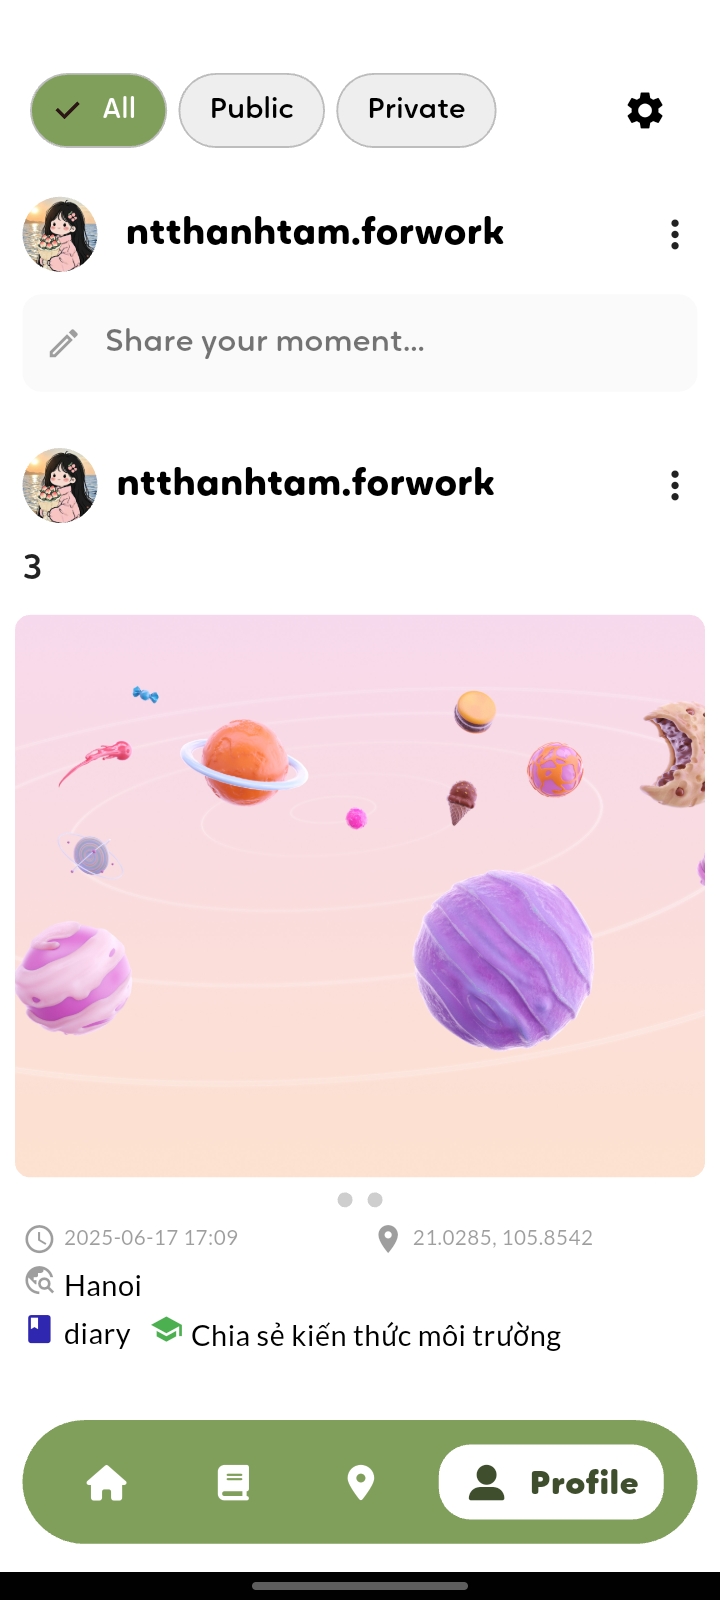 All Public Private
ntthanhtam.forwork
Share your moment...
ntthanhtam.forwork
3
2025-06-17 17:09 21.0285, 105.8542
Hanoi
diary Chia sẻ kiến thức môi trường
Profile